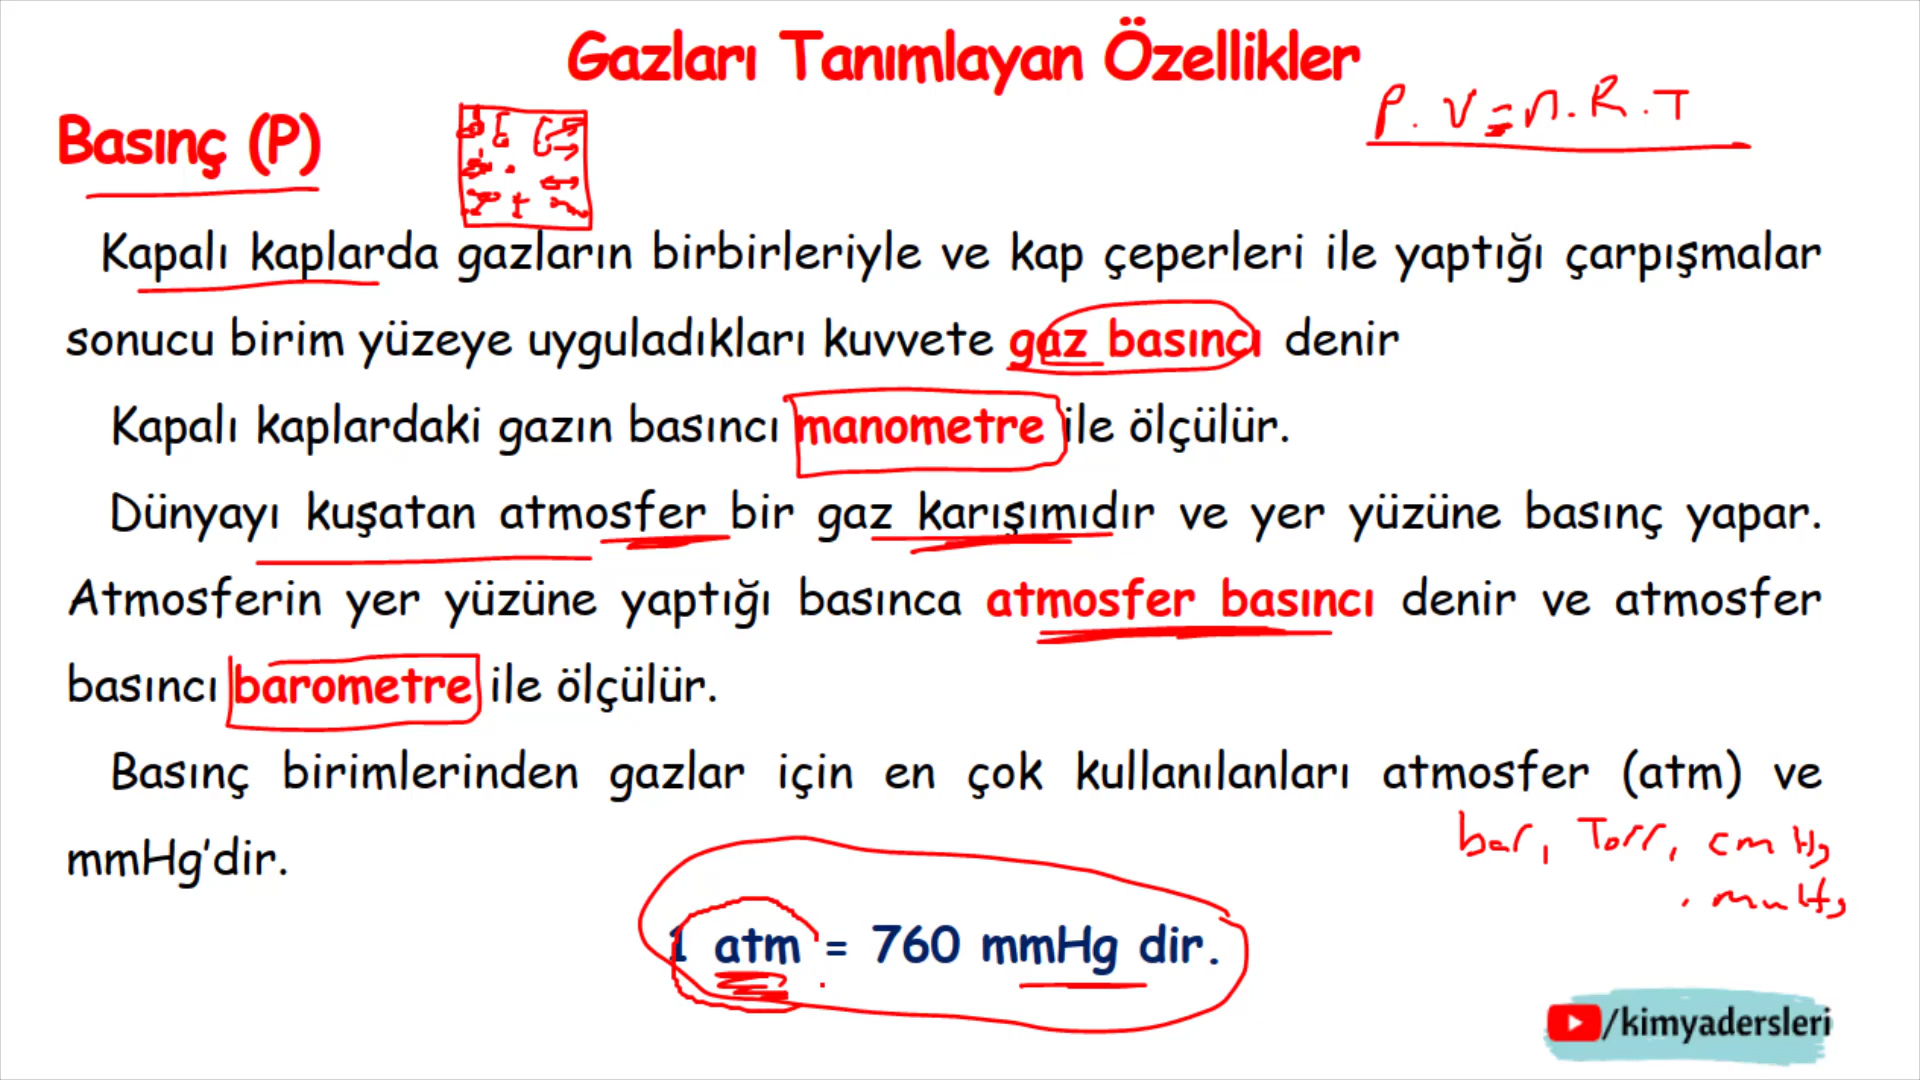 Gazları Tanımlayan Özellikler
P. V = n. R. T
Basınç (P)
Kapalı kaplarda gazların birbirleriyle ve kap çeperleri ile yaptığı çarpışmalar
sonucu birim yüzeye uyguladıkları kuvvete gaz basıncı denir
Kapalı kaplardaki gazın basıncı manometre ile ölçülür.
Dünyayı kuşatan atmosfer bir gaz karışımıdır ve yer yüzüne basınç yapar.
Atmosferin yer yüzüne yaptığı basınca atmosfer basıncı denir ve atmosfer
basıncı barometre ile ölçülür.
Basınç birimlerinden gazlar için en çok kullanılanları atmosfer (atm) ve
mmHg'dir.
bar, Torr, cm Hg
. mmHg
1 atm = 760 mmHg dir.
/kimyadersleri